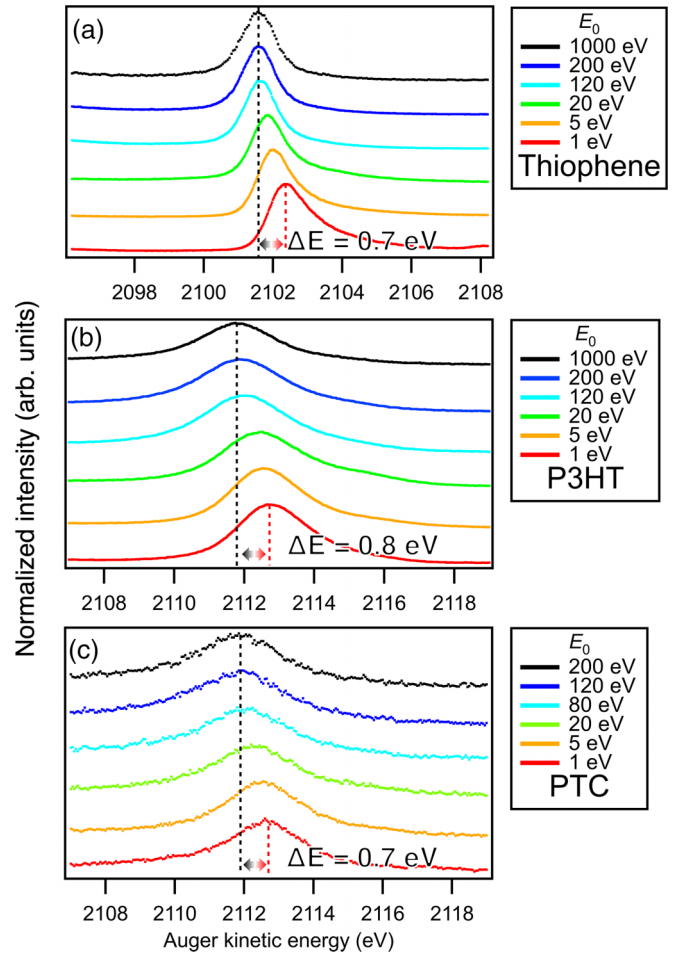 (a)
E0
1000 eV
200 eV
120 eV
20 eV
5 eV
1 eV
Thiophene
ΔE = 0.7 eV
2098 2100 2102 2104 2106 2108
Normalized intensity (arb. units)
(b)
E0
1000 eV
200 eV
120 eV
20 eV
5 eV
1 eV
P3HT
ΔE = 0.8 eV
2108 2110 2112 2114 2116 2118
(c)
E0
200 eV
120 eV
80 eV
20 eV
5 eV
1 eV
PTC
ΔE = 0.7 eV
2108 2110 2112 2114 2116 2118
Auger kinetic energy (eV)